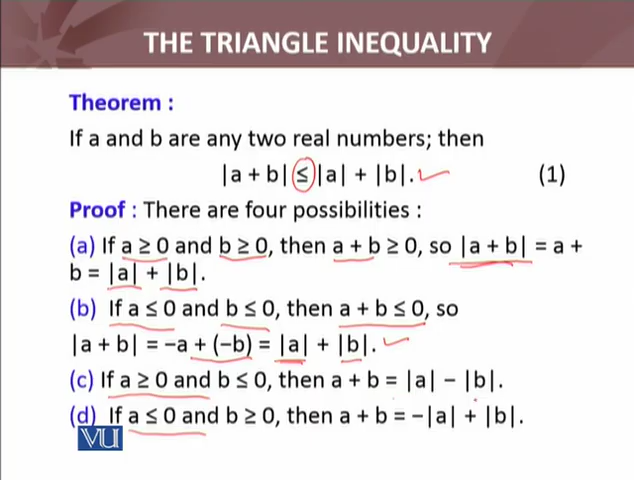 THE TRIANGLE INEQUALITY
Theorem :
If a and b are any two real numbers; then
|a + b| ≤ |a| + |b|. (1)
Proof : There are four possibilities :
(a) If a ≥ 0 and b ≥ 0, then a + b ≥ 0, so |a + b| = a +
b = |a| + |b|.
(b) If a ≤ 0 and b ≤ 0, then a + b ≤ 0, so
|a + b| = −a + (−b) = |a| + |b|.
(c) If a ≥ 0 and b ≤ 0, then a + b = |a| − |b|.
(d) If a ≤ 0 and b ≥ 0, then a + b = −|a| + |b|.
VU